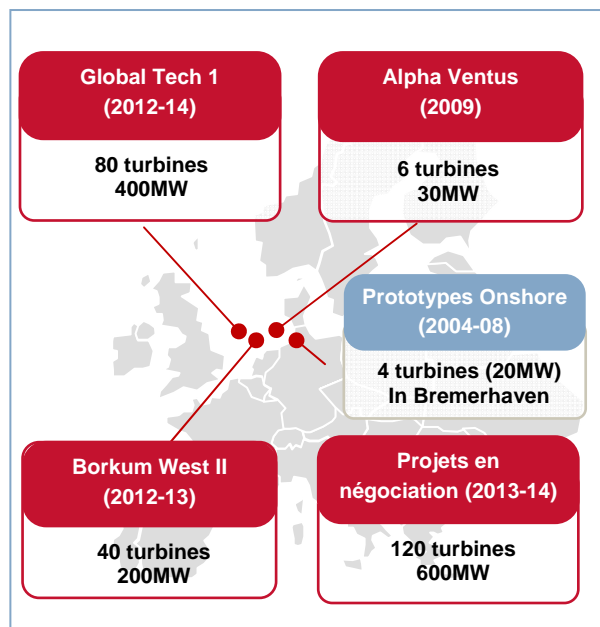 Global Tech 1
(2012-14)
80 turbines
400MW
Alpha Ventus
(2009)
6 turbines
30MW
Prototypes Onshore
(2004-08)
4 turbines (20MW)
In Bremerhaven
Borkum West II
(2012-13)
40 turbines
200MW
Projets en
négociation (2013-14)
120 turbines
600MW